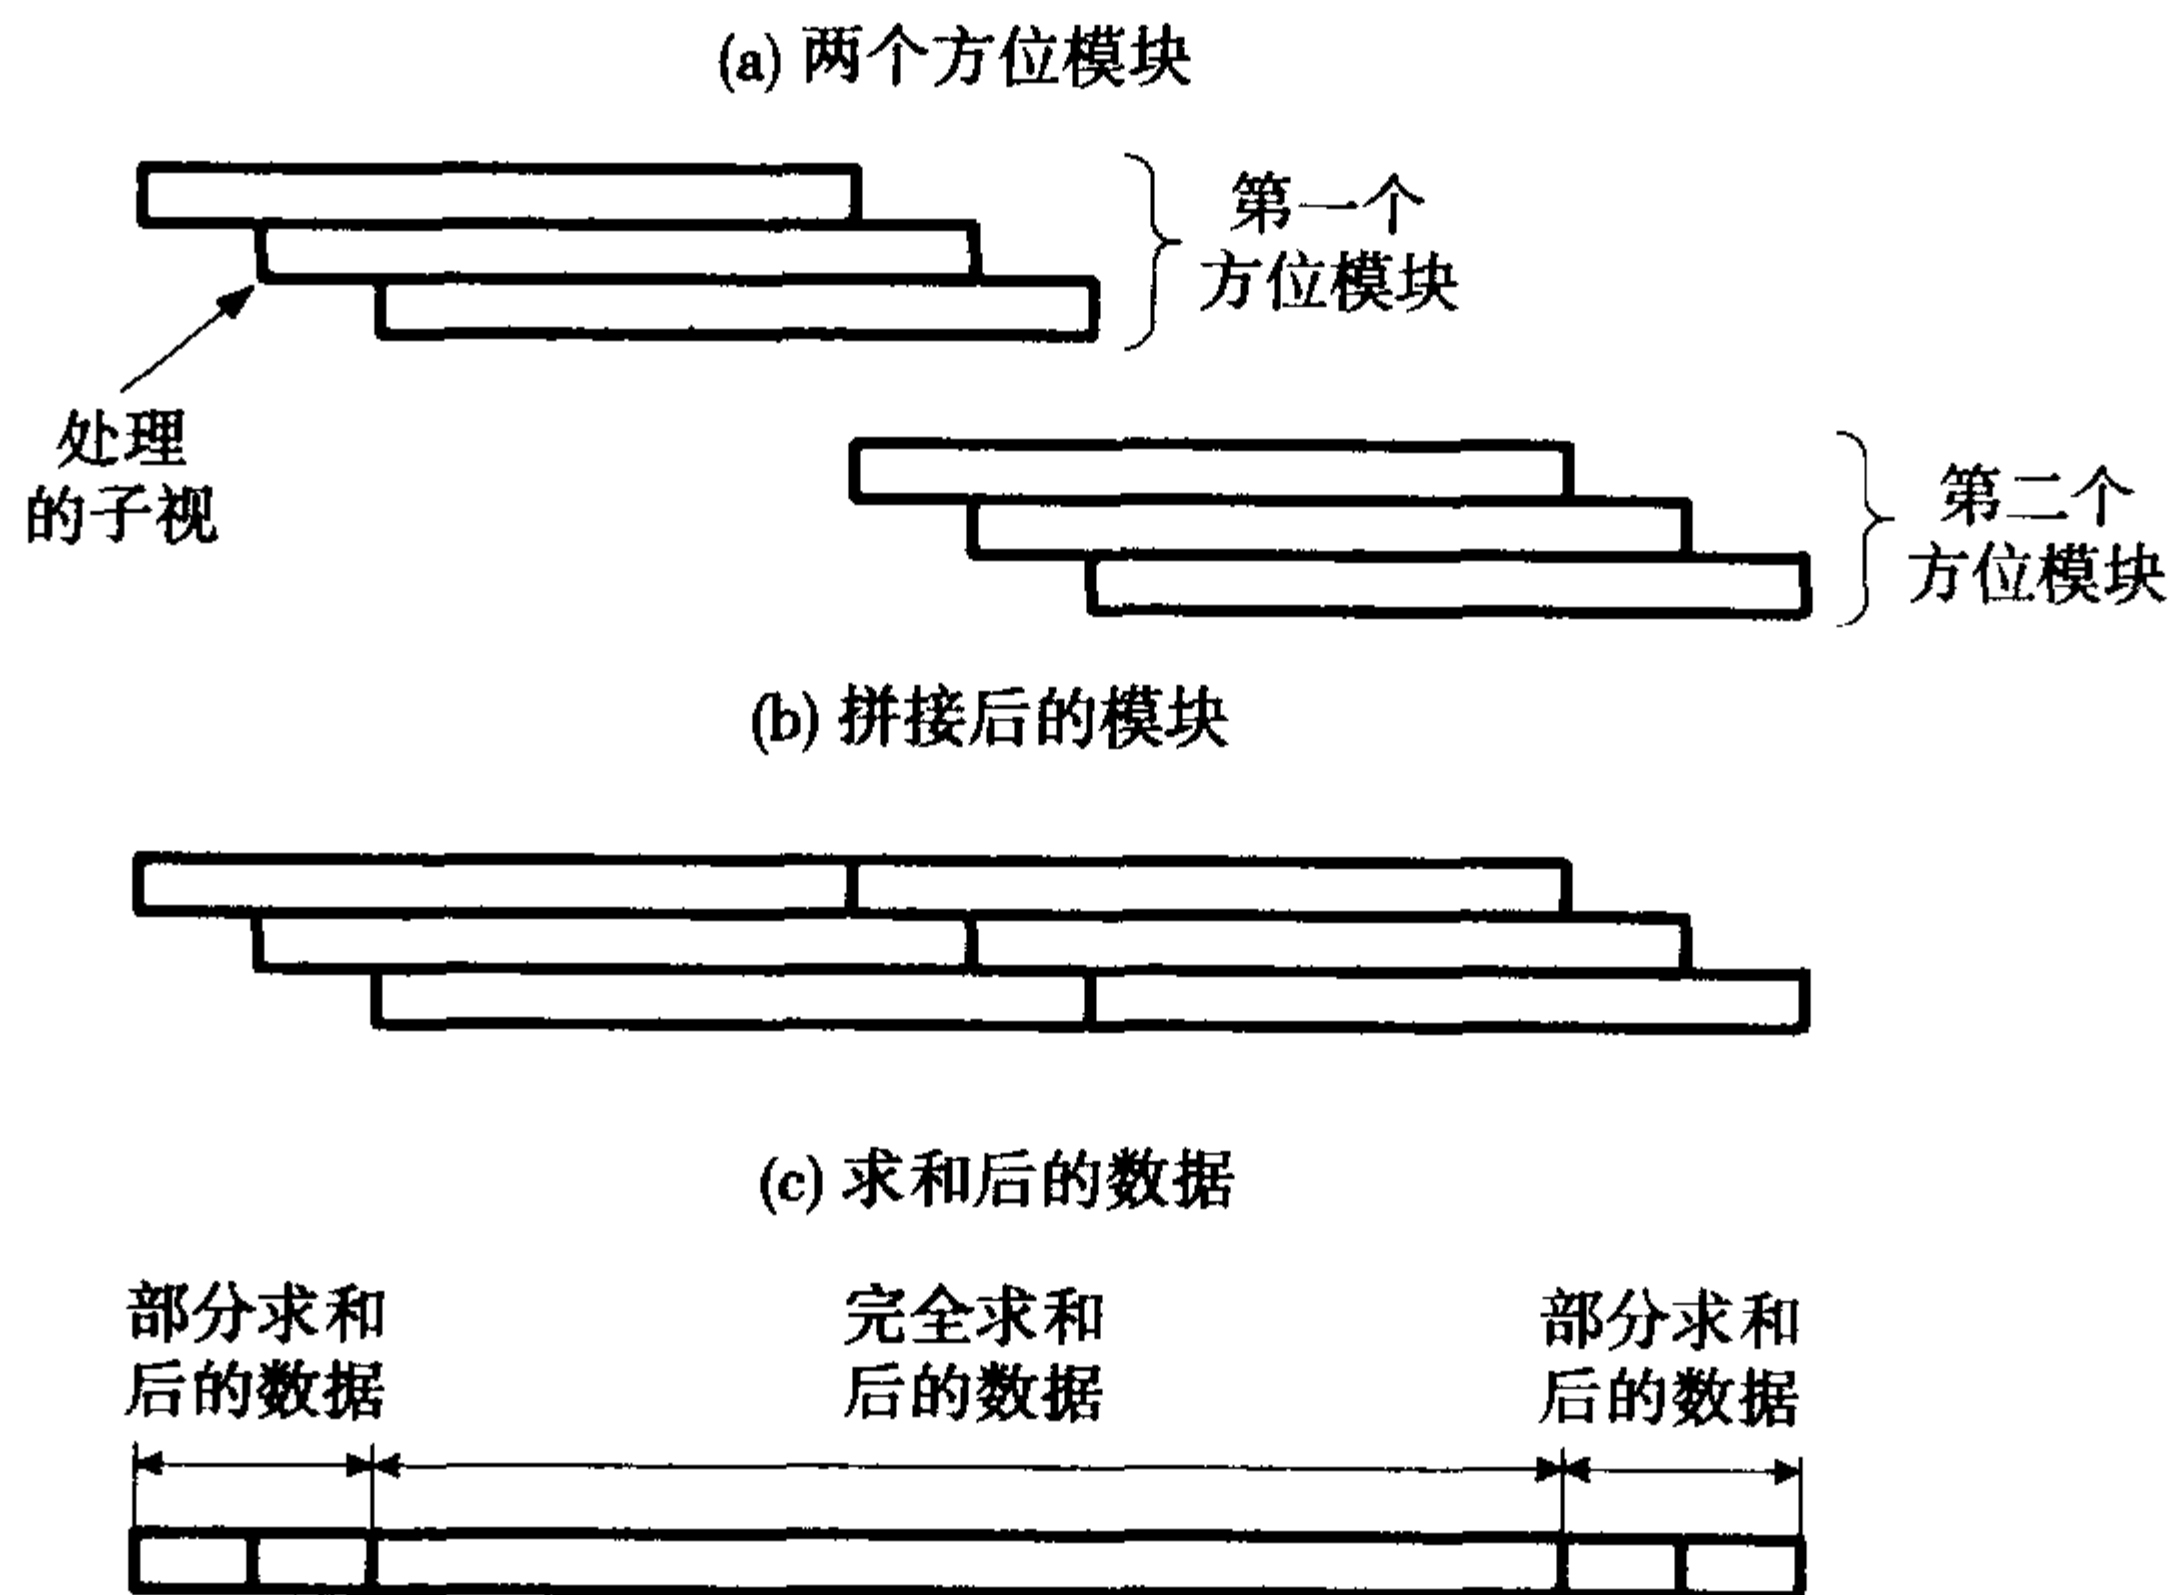 (a) 两个方位模块
第一个
方位模块
处理
的子视
第二个
方位模块
(b) 拼接后的模块
(c) 求和后的数据
部分求和
后的数据
完全求和
后的数据
部分求和
后的数据